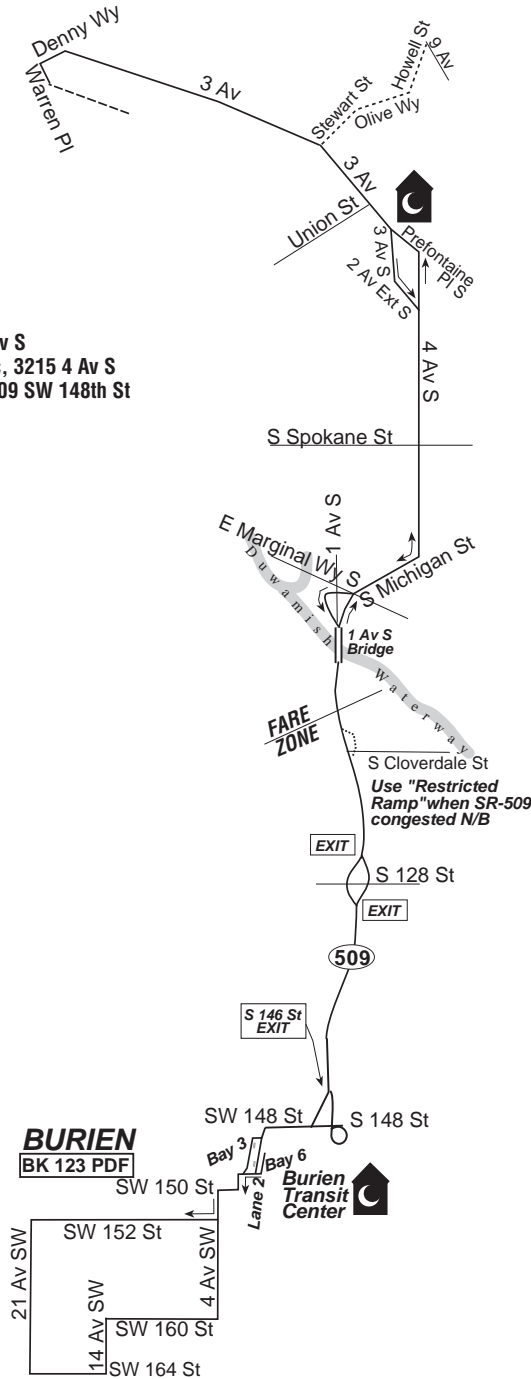 Denny Wy
Warren Pl
3 Av
Stewart St
Olive Wy
Howell St
9 Av
3 Av
Union St
Prefontaine
Pl S
3 Av S
2 Av Ext S
4 Av S
v S
, 3215 4 Av S
09 SW 148th St
S Spokane St
1 Av S
E Marginal Wy S
S Michigan St
Duwamish
Waterway
1 Av S
Bridge
FARE
ZONE
S Cloverdale St
Use "Restricted
Ramp"when SR-509
congested N/B
EXIT
S 128 St
EXIT
509
S 146 St
EXIT
SW 148 St
S 148 St
BURIEN
BK 123 PDF
Bay 3
Bay 6
Lane 2
Burien
Transit
Center
SW 150 St
SW 152 St
21 Av SW
4 Av SW
14 Av SW
SW 160 St
SW 164 St